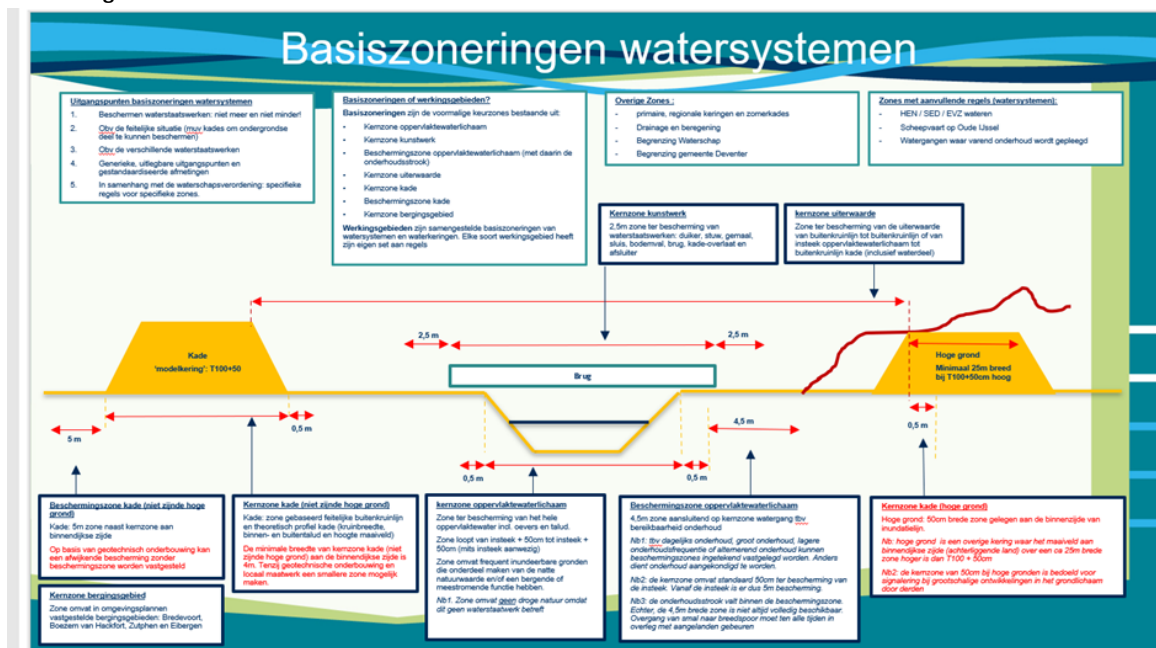 Basiszoneringen watersystemen
Uitgangspunten basiszoneringen watersystemen
1. Beschermen waterstaatswerken: niet meer en niet minder!
2. Obv de feitelijke situatie (muv kades om ondergrondse
deel te kunnen beschermen)
3. Obv de verschillende waterstaatswerken
4. Generieke, uitlegbare uitgangspunten en
gestandaardiseerde afmetingen
5. In samenhang met de waterschapsverordening: specifieke
regels voor specifieke zones.
Basiszoneringen of werkingsgebieden?
Basiszoneringen zijn de voormalige keurzones bestaande uit:
- Kernzone oppervlaktewaterlichaam
- Kernzone kunstwerk
- Beschermingszone oppervlaktewaterlichaam (met daarin de
onderhoudsstrook)
- Kernzone uiterwaarde
- Kernzone kade
- Beschermingszone kade
- Kernzone bergingsgebied
Werkingsgebieden zijn samengestelde basiszoneringen van
watersystemen en waterkeringen. Elke soort werkingsgebied heeft
zijn eigen set aan regels
Overige Zones :
- primaire, regionale keringen en zomerkades
- Drainage en beregening
- Begrenzing Waterschap
- Begrenzing gemeente Deventer
Zones met aanvullende regels (watersystemen):
- HEN / SED / EVZ wateren
- Scheepvaart op Oude IJssel
- Watergangen waar varend onderhoud wordt gepleegd
Kernzone kunstwerk
2,5m zone ter bescherming van
waterstaatswerken: duiker, stuw, gemaal,
sluis, bodemval, brug, kade-overlaat en
afsluiter
kernzone uiterwaarde
Zone ter bescherming van de uiterwaarde
van buitenkruinlijn tot buitenkruinlijn of van
insteek oppervlaktewaterlichaam tot
buitenkruinlijn kade (inclusief waterdeel)
2,5 m
2,5 m
Kade
'modelkering': T100+50
Brug
Hoge grond
Minimaal 25m breed
bij T100+50cm hoog
5 m
0,5 m
0,5 m
0,5 m
4,5 m
0,5 m
Beschermingszone kade (niet zijnde hoge
grond)
Kade: 5m zone naast kernzone aan
binnendijkse zijde
Op basis van geotechnisch onderbouwing kan
een afwijkende bescherming zonder
beschermingszone worden vastgesteld
Kernzone bergingsgebied
Zone omvat in omgevingsplannen
vastgestelde bergingsgebieden: Bredevoort,
Boezem van Hackfort, Zutphen en Eibergen
Kernzone kade (niet zijnde hoge grond)
Kade: zone gebaseerd feitelijke buitenkruinlijn
en theoretisch profiel kade (kruinbreedte,
binnen- en buitentalud en hoogte maaiveld)
De minimale breedte van kernzone kade (niet
zijnde hoge grond) aan de binnendijkse zijde is
4m. Tenzij geotechnische onderbouwing en
locaal maatwerk een smallere zone mogelijk
maken.
kernzone oppervlaktewaterlichaam
Zone ter bescherming van het hele
oppervlaktewater incl. oevers en talud.
Zone loopt van insteek + 50cm tot insteek +
50cm (mits insteek aanwezig)
Zone omvat frequent inundeerbare gronden
die onderdeel maken van de natte
natuurwaarde en/of een bergende of
meestromende functie hebben.
Nb1. Zone omvat geen droge natuur omdat
dit geen waterstaatwerk betreft
Beschermingszone oppervlaktewaterlichaam
4,5m zone aansluitend op kernzone watergang tbv
bereikbaarheid onderhoud
Nb1: tbv dagelijks onderhoud, groot onderhoud, lagere
onderhoudsfrequentie of alternerend onderhoud kunnen
beschermingszones ingetekend vastgelegd worden. Anders
dient onderhoud aangekondigd te worden.
Nb2: de kernzone omvat standaard 50cm ter bescherming van
de insteek. Vanaf de insteek is er dus 5m bescherming.
Nb3: de onderhoudsstrook valt binnen de beschermingszone.
Echter, de 4,5m brede zone is niet altijd volledig beschikbaar.
Overgang van smal naar breedspoor moet ten alle tijden in
overleg met aangelanden gebeuren
Kernzone kade (hoge grond)
Hoge grond: 50cm brede zone gelegen aan de binnenzijde van
inundatielijn.
Nb: hoge grond is een overige kering waar het maaiveld aan
binnendijkse zijde (achterliggende land) over een ca 25m brede
zone hoger is dan T100 + 50cm
Nb2: de kernzone van 50cm bij hoge gronden is bedoeld voor
signalering bij grootschalige ontwikkelingen in het grondlichaam
door derden